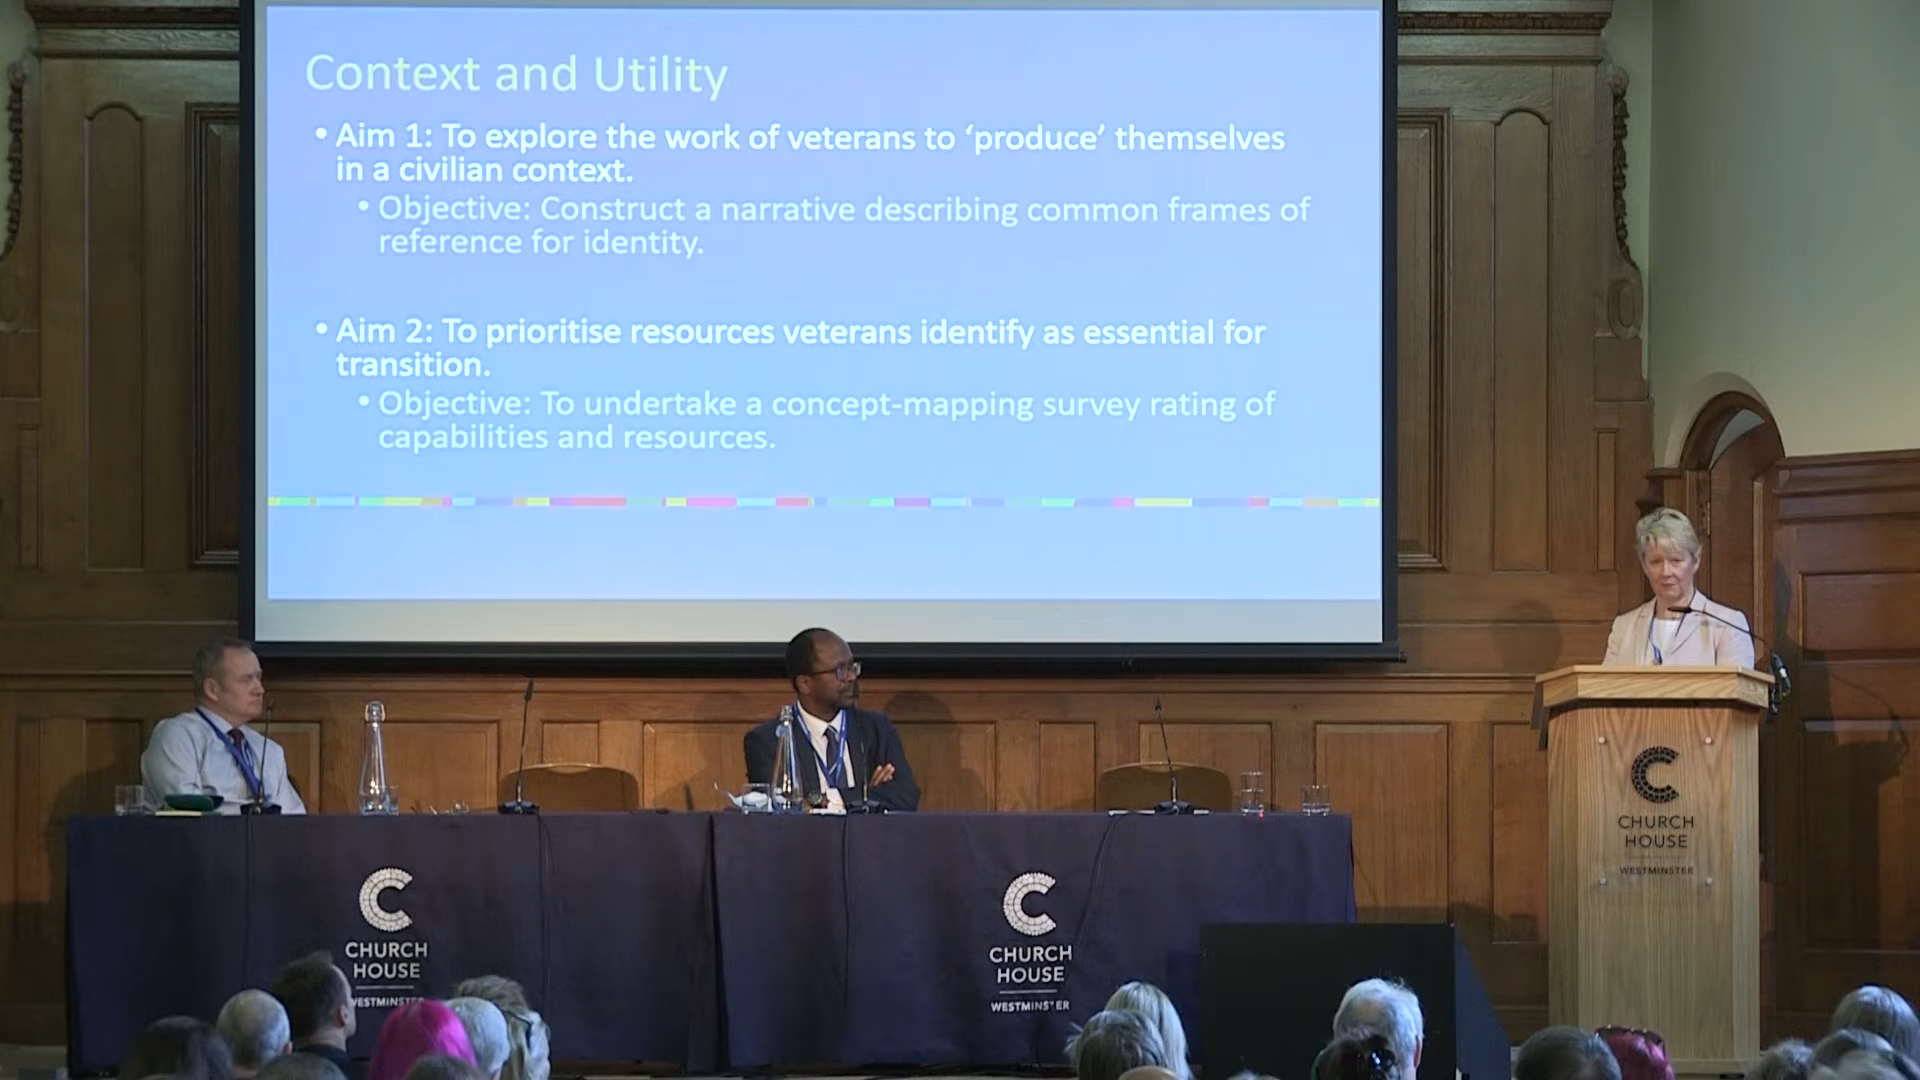 Context and Utility
• Aim 1: To explore the work of veterans to ‘produce’ themselves
in a civilian context.
• Objective: Construct a narrative describing common frames of
reference for identity.
• Aim 2: To prioritise resources veterans identify as essential for
transition.
• Objective: To undertake a concept-mapping survey rating of
capabilities and resources.
CHURCH
HOUSE
WESTMINSTER
CHURCH
HOUSE
WESTMINSTER
CHURCH
HOUSE
WESTMINSTER